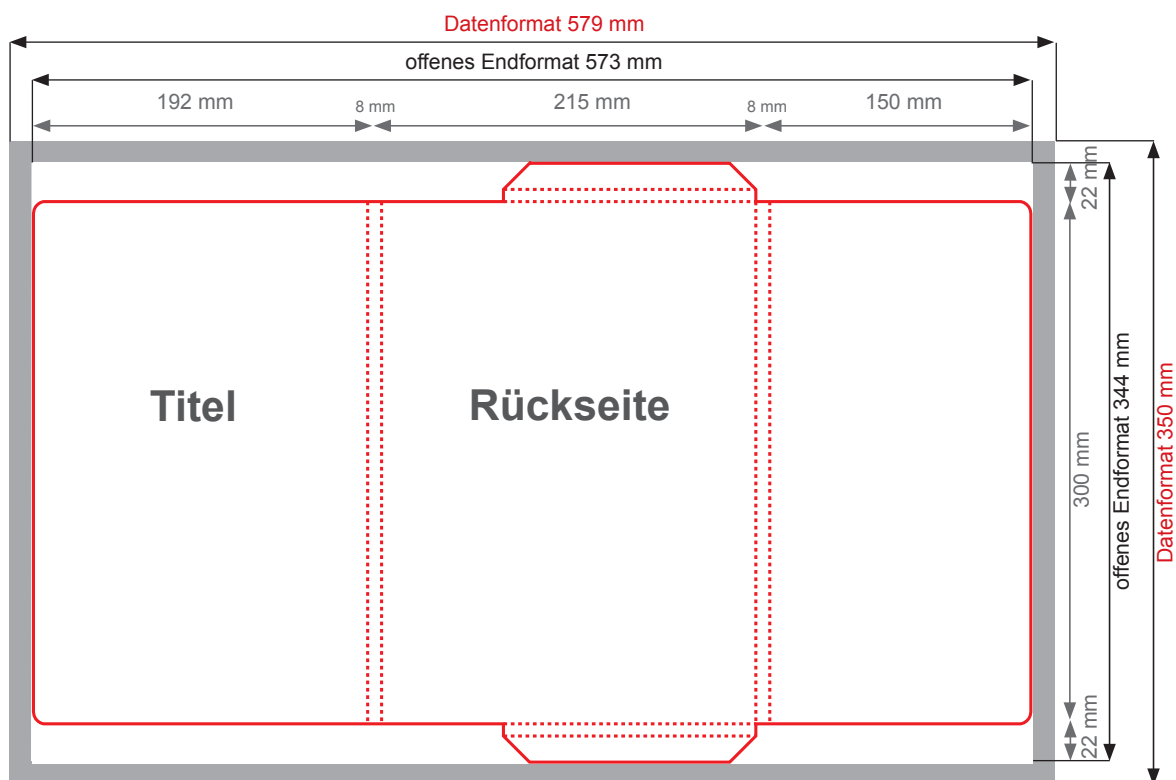 Datenformat 579 mm
offenes Endformat 573 mm
192 mm
8 mm
215 mm
8 mm
150 mm
22 mm
Titel
Rückseite
300 mm
offenes Endformat 344 mm
Datenformat 350 mm
22 mm